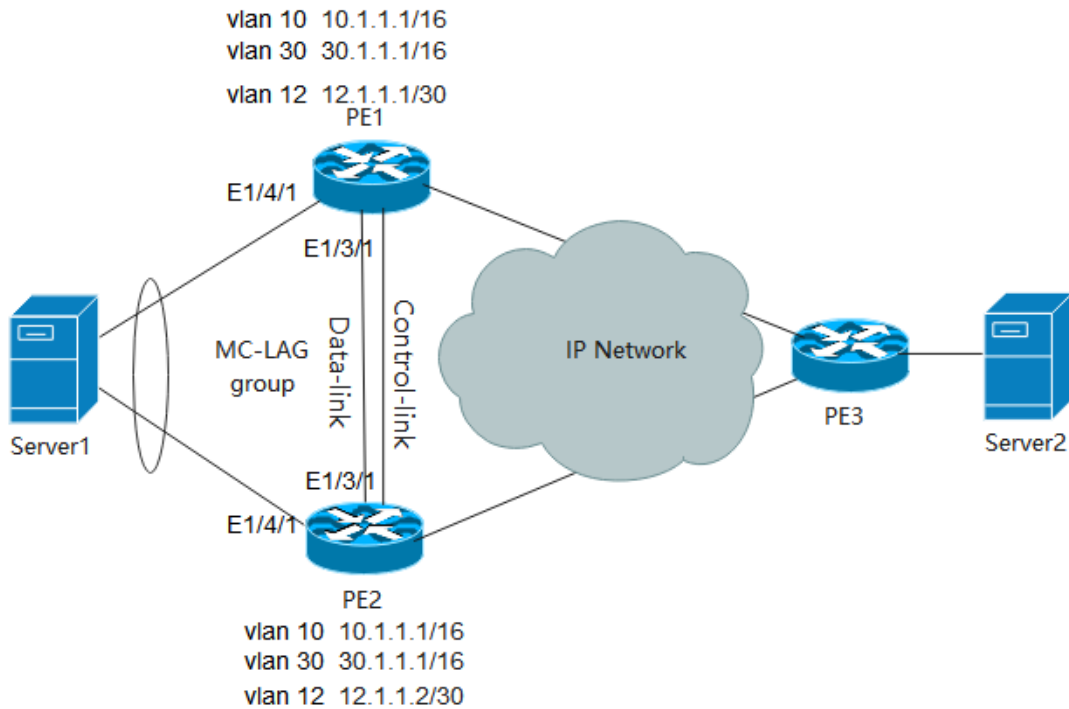 vlan 10 10.1.1.1/16
vlan 30 30.1.1.1/16
vlan 12 12.1.1.1/30
PE1
E1/4/1
E1/3/1
Data-link
Control-link
MC-LAG
group
IP Network
Server1
PE3
Server2
E1/3/1
E1/4/1
PE2
vlan 10 10.1.1.1/16
vlan 30 30.1.1.1/16
vlan 12 12.1.1.2/30